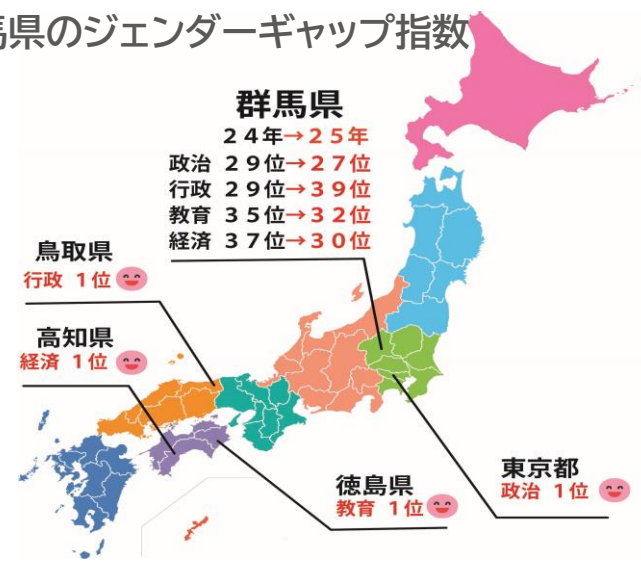 馬県のジェンダーギャップ指数
群馬県
24年→25年
政治 29位→27位
行政 29位→39位
教育 35位→32位
経済 37位→30位
鳥取県
行政 1位
高知県
経済 1位
徳島県
教育 1位
東京都
政治 1位